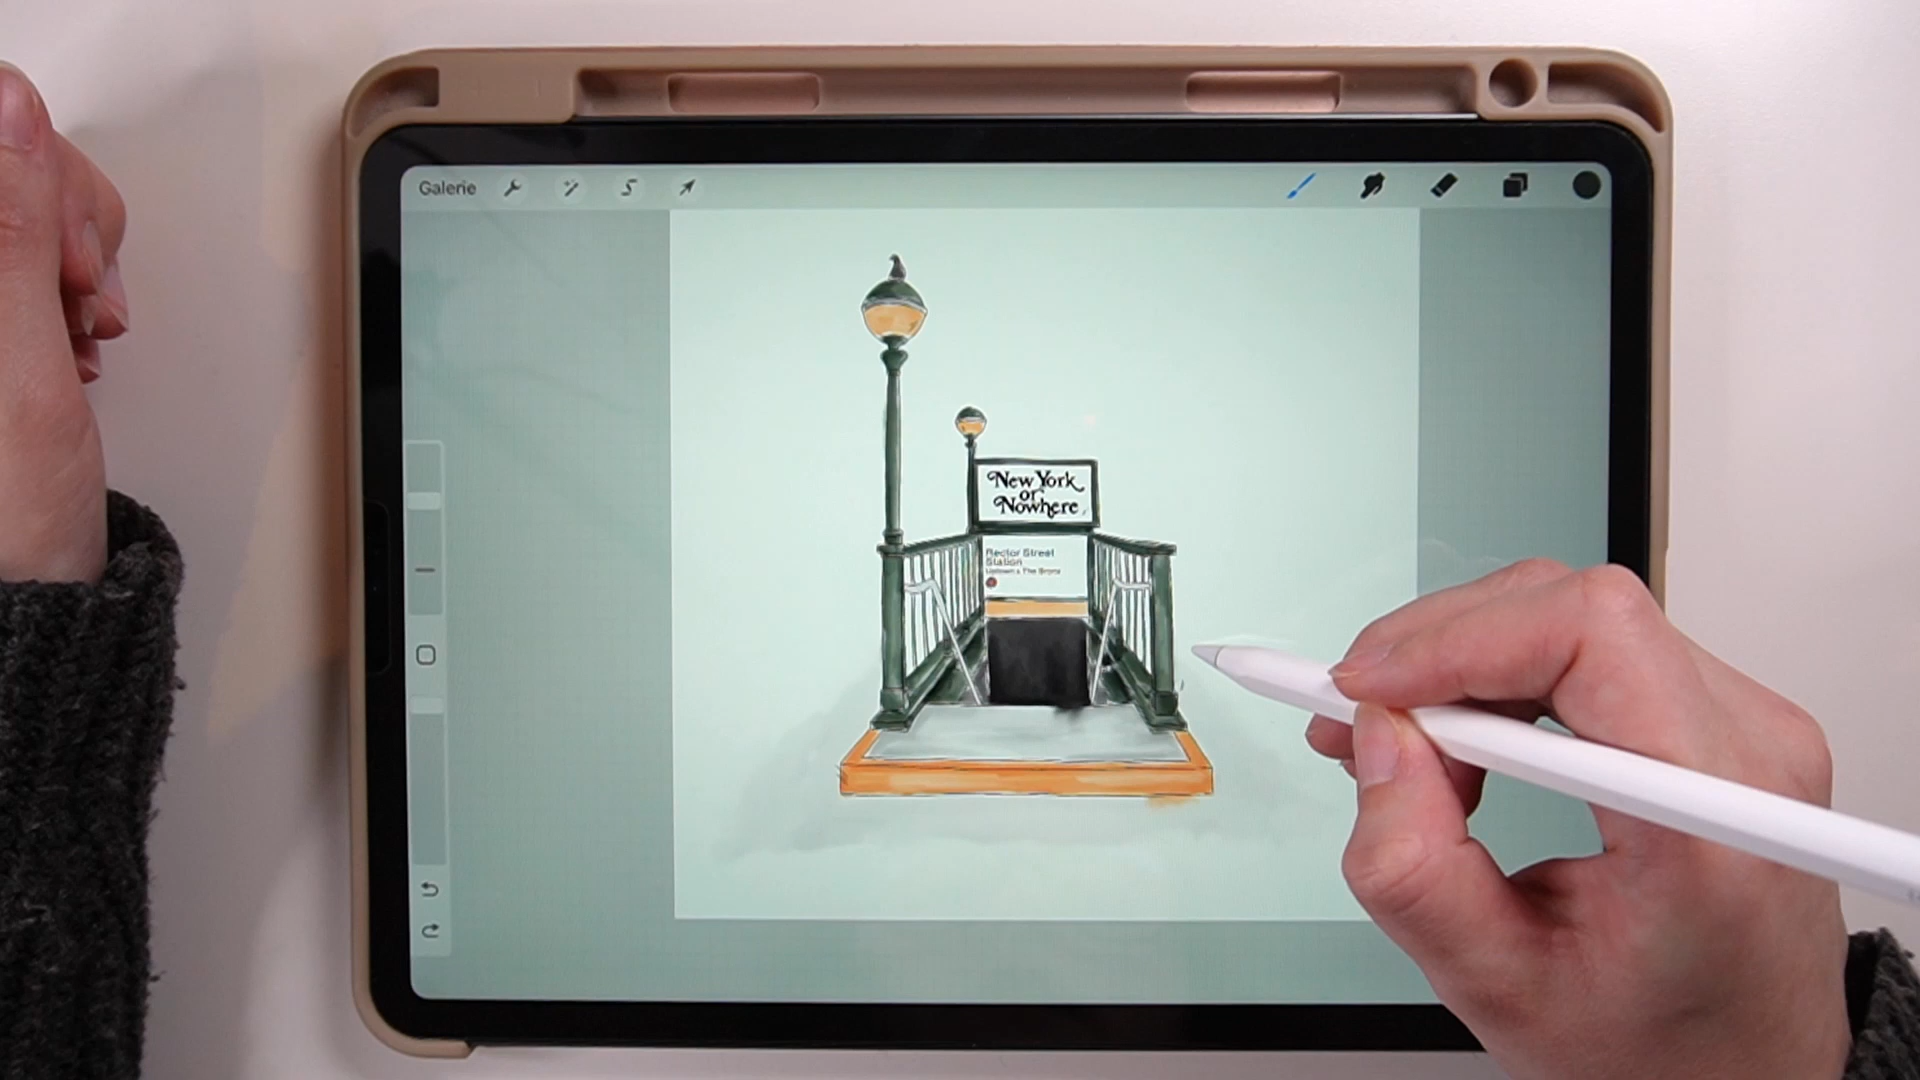 Galerie
New York
or
Nowhere
Rector Street
Station
Uptown & The Bronx